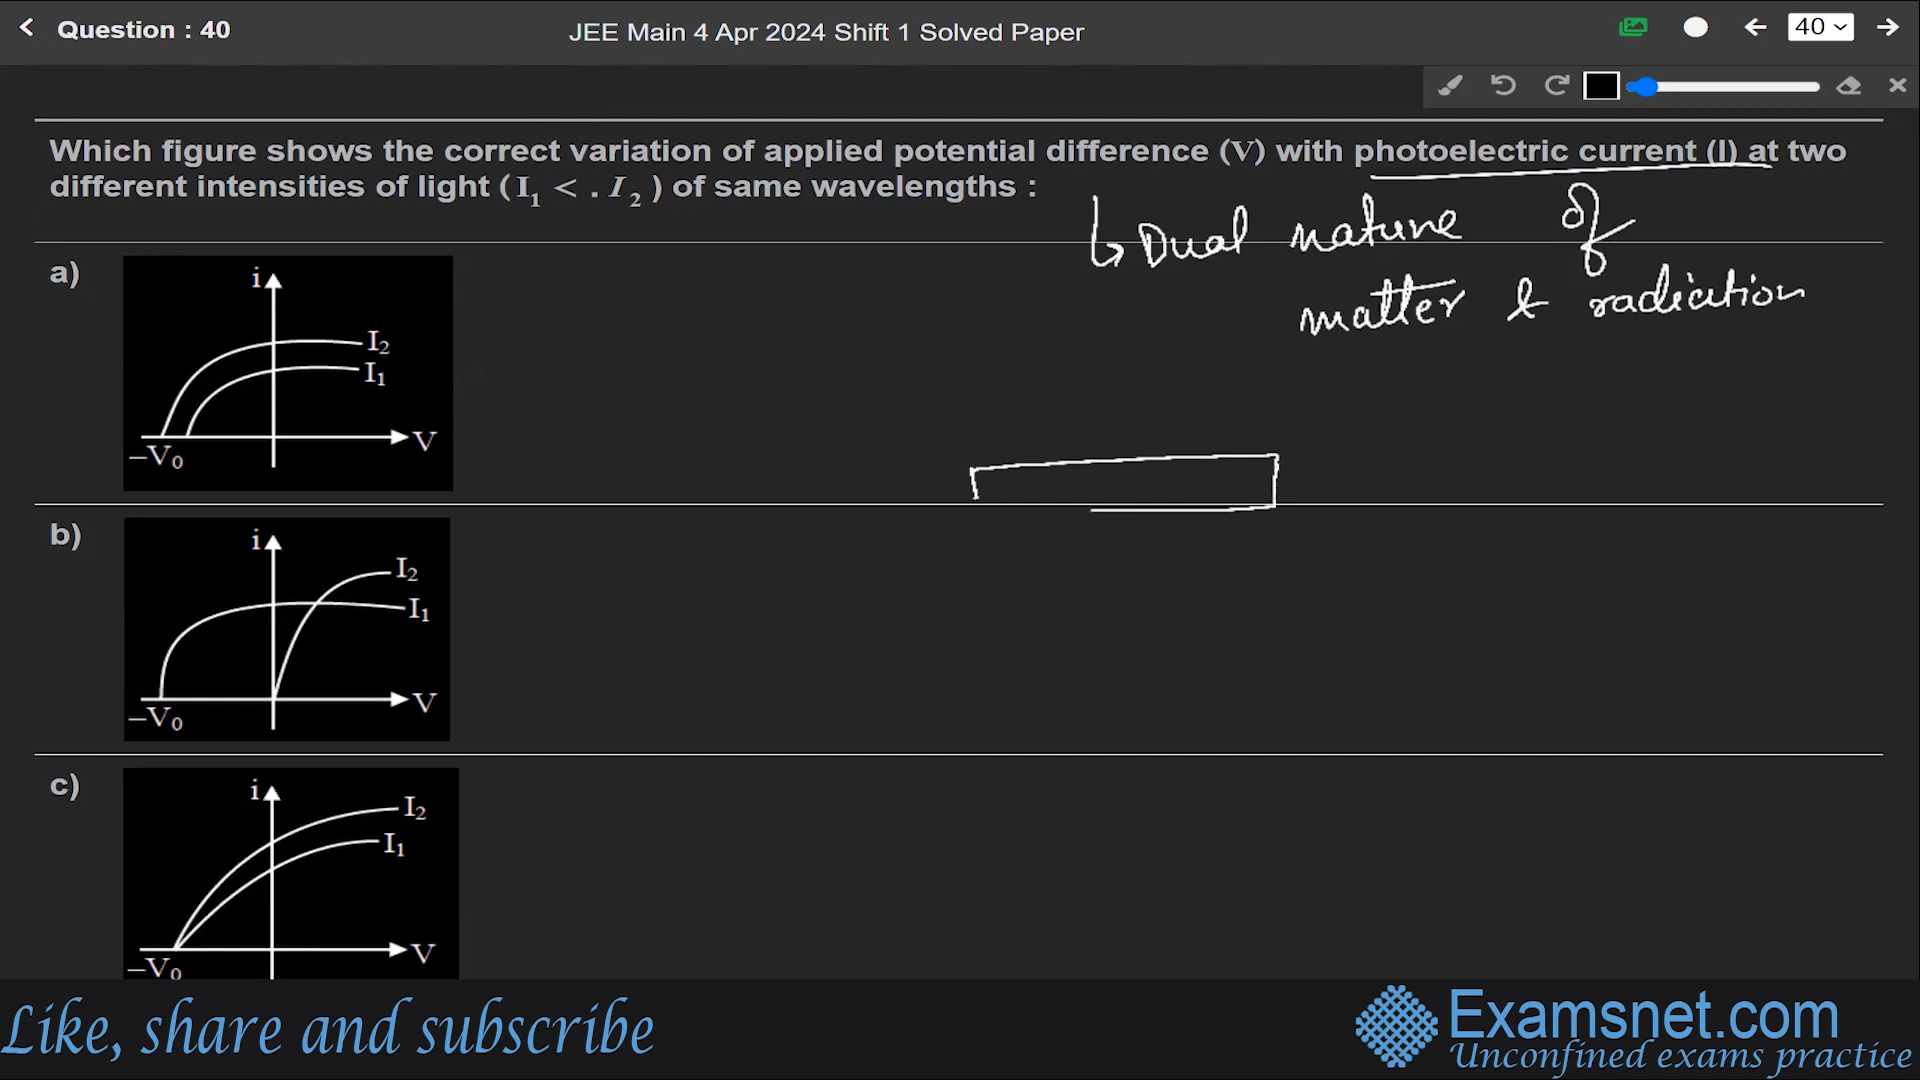 Question : 40
JEE Main 4 Apr 2024 Shift 1 Solved Paper
40
Which figure shows the correct variation of applied potential difference (V) with photoelectric current (I) at two
different intensities of light (I₁ < . I₂) of same wavelengths :
↳ Dual nature of
matter & radiation
a)
i
I₂
I₁
V
–V₀
b)
i
I₂
I₁
V
–V₀
c)
i
I₂
I₁
V
–V₀
Like, share and subscribe
Examsnet.com
Unconfined exams practice